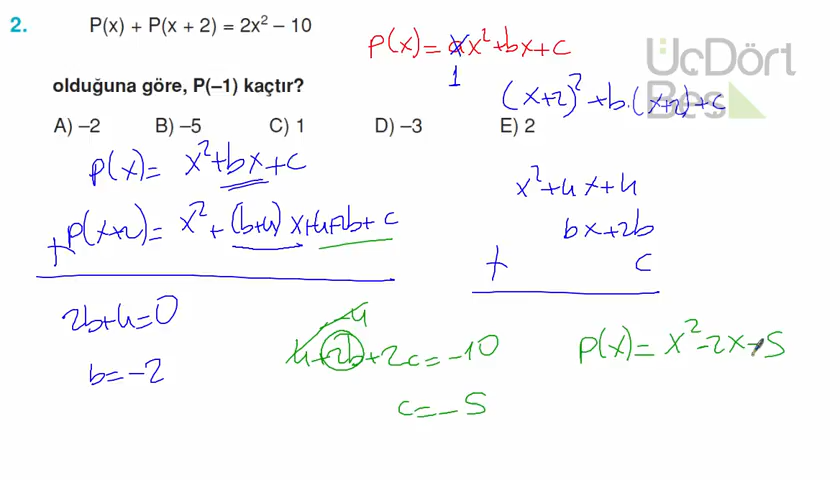 2. P(x) + P(x + 2) = 2x² – 10
P(x) = ax²+bx+c
1
ÜçDört
Beş
olduğuna göre, P(–1) kaçtır?
(x+2)²+b.(x+2)+c
A) –2 B) –5 C) 1 D) –3 E) 2
P(x)= x²+bx+c
x²+4x+4
+P(x+2)= x²+(b+4)x+4+2b+c
bx+2b
+ c
2b+4=0
-4
4+2b+2c=-10
P(x)= x²-2x-5
b=-2
c=-5